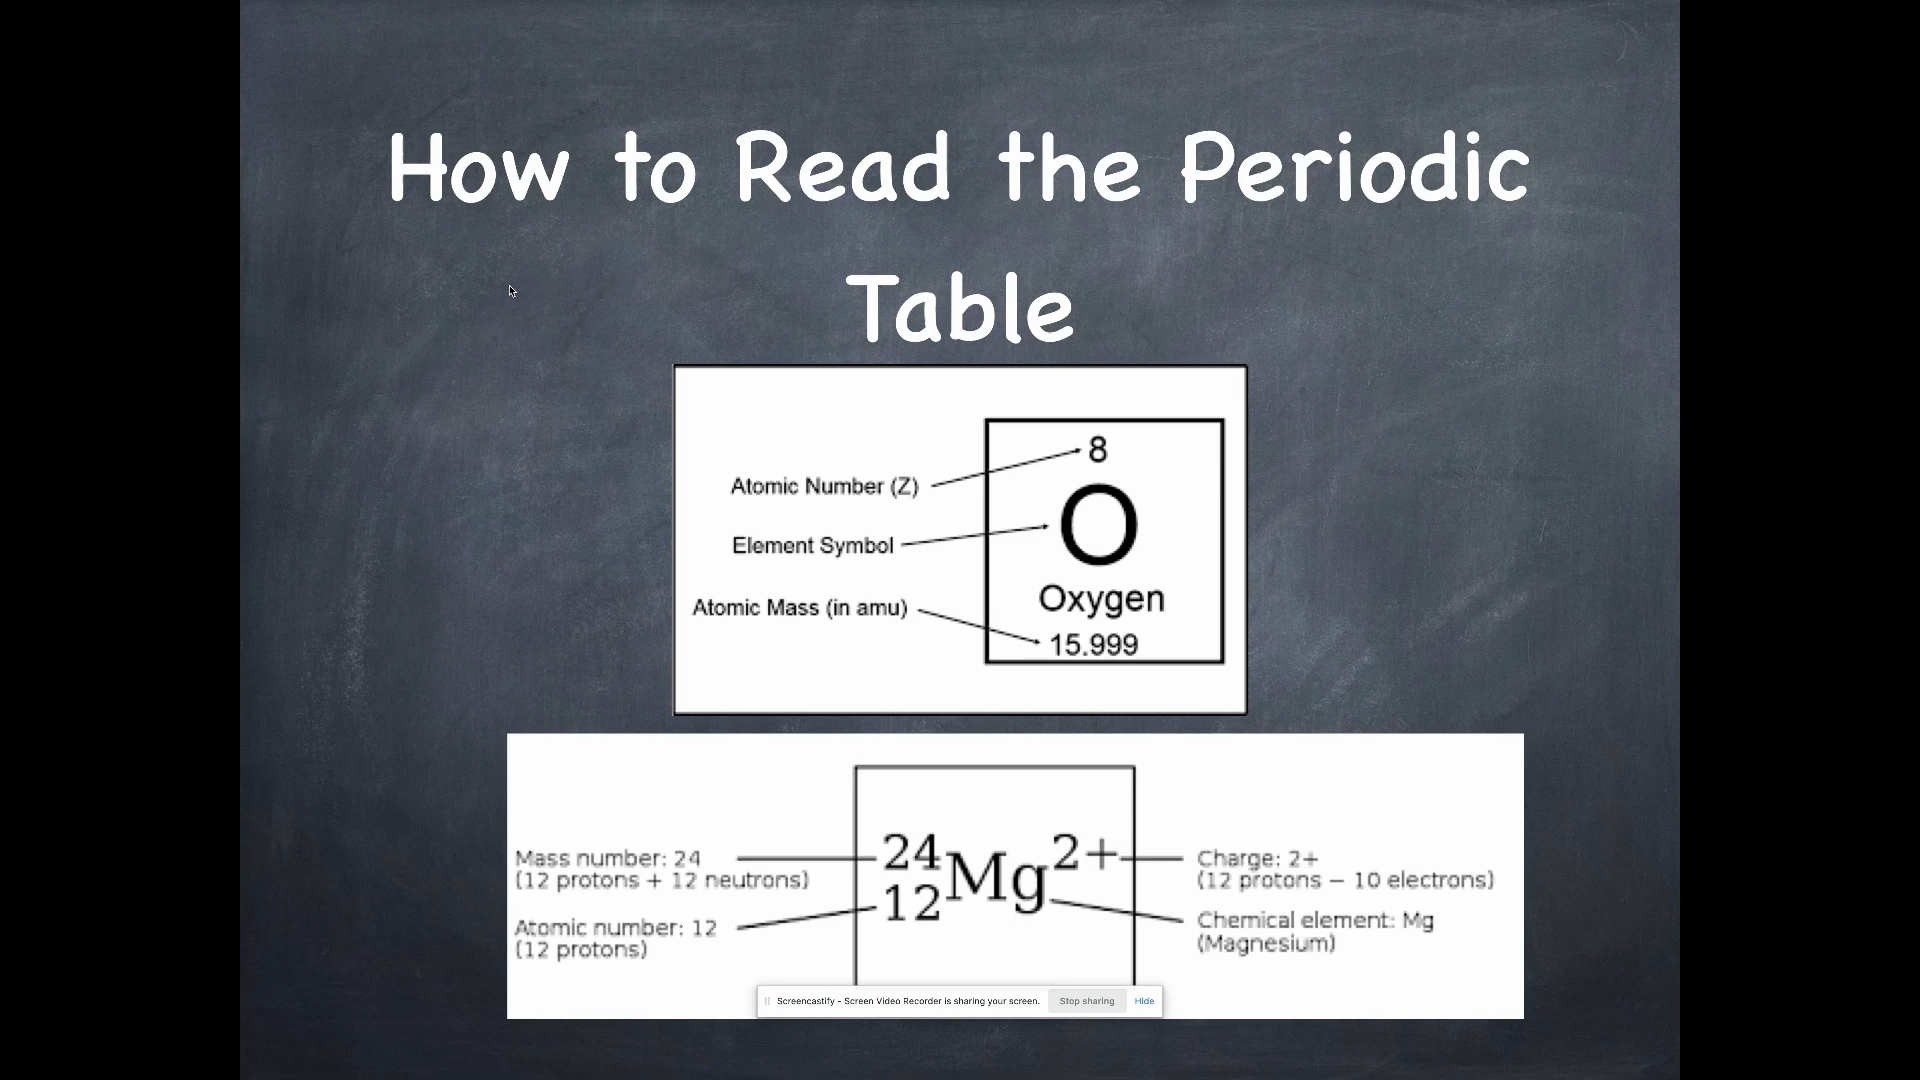 How to Read the Periodic
Table
8
Atomic Number (Z)
O
Element Symbol
Oxygen
Atomic Mass (in amu)
15.999
24
12
Mg
2+
Mass number: 24
(12 protons + 12 neutrons)
Atomic number: 12
(12 protons)
Charge: 2+
(12 protons − 10 electrons)
Chemical element: Mg
(Magnesium)
Screencastify - Screen Video Recorder is sharing your screen.
Stop sharing
Hide